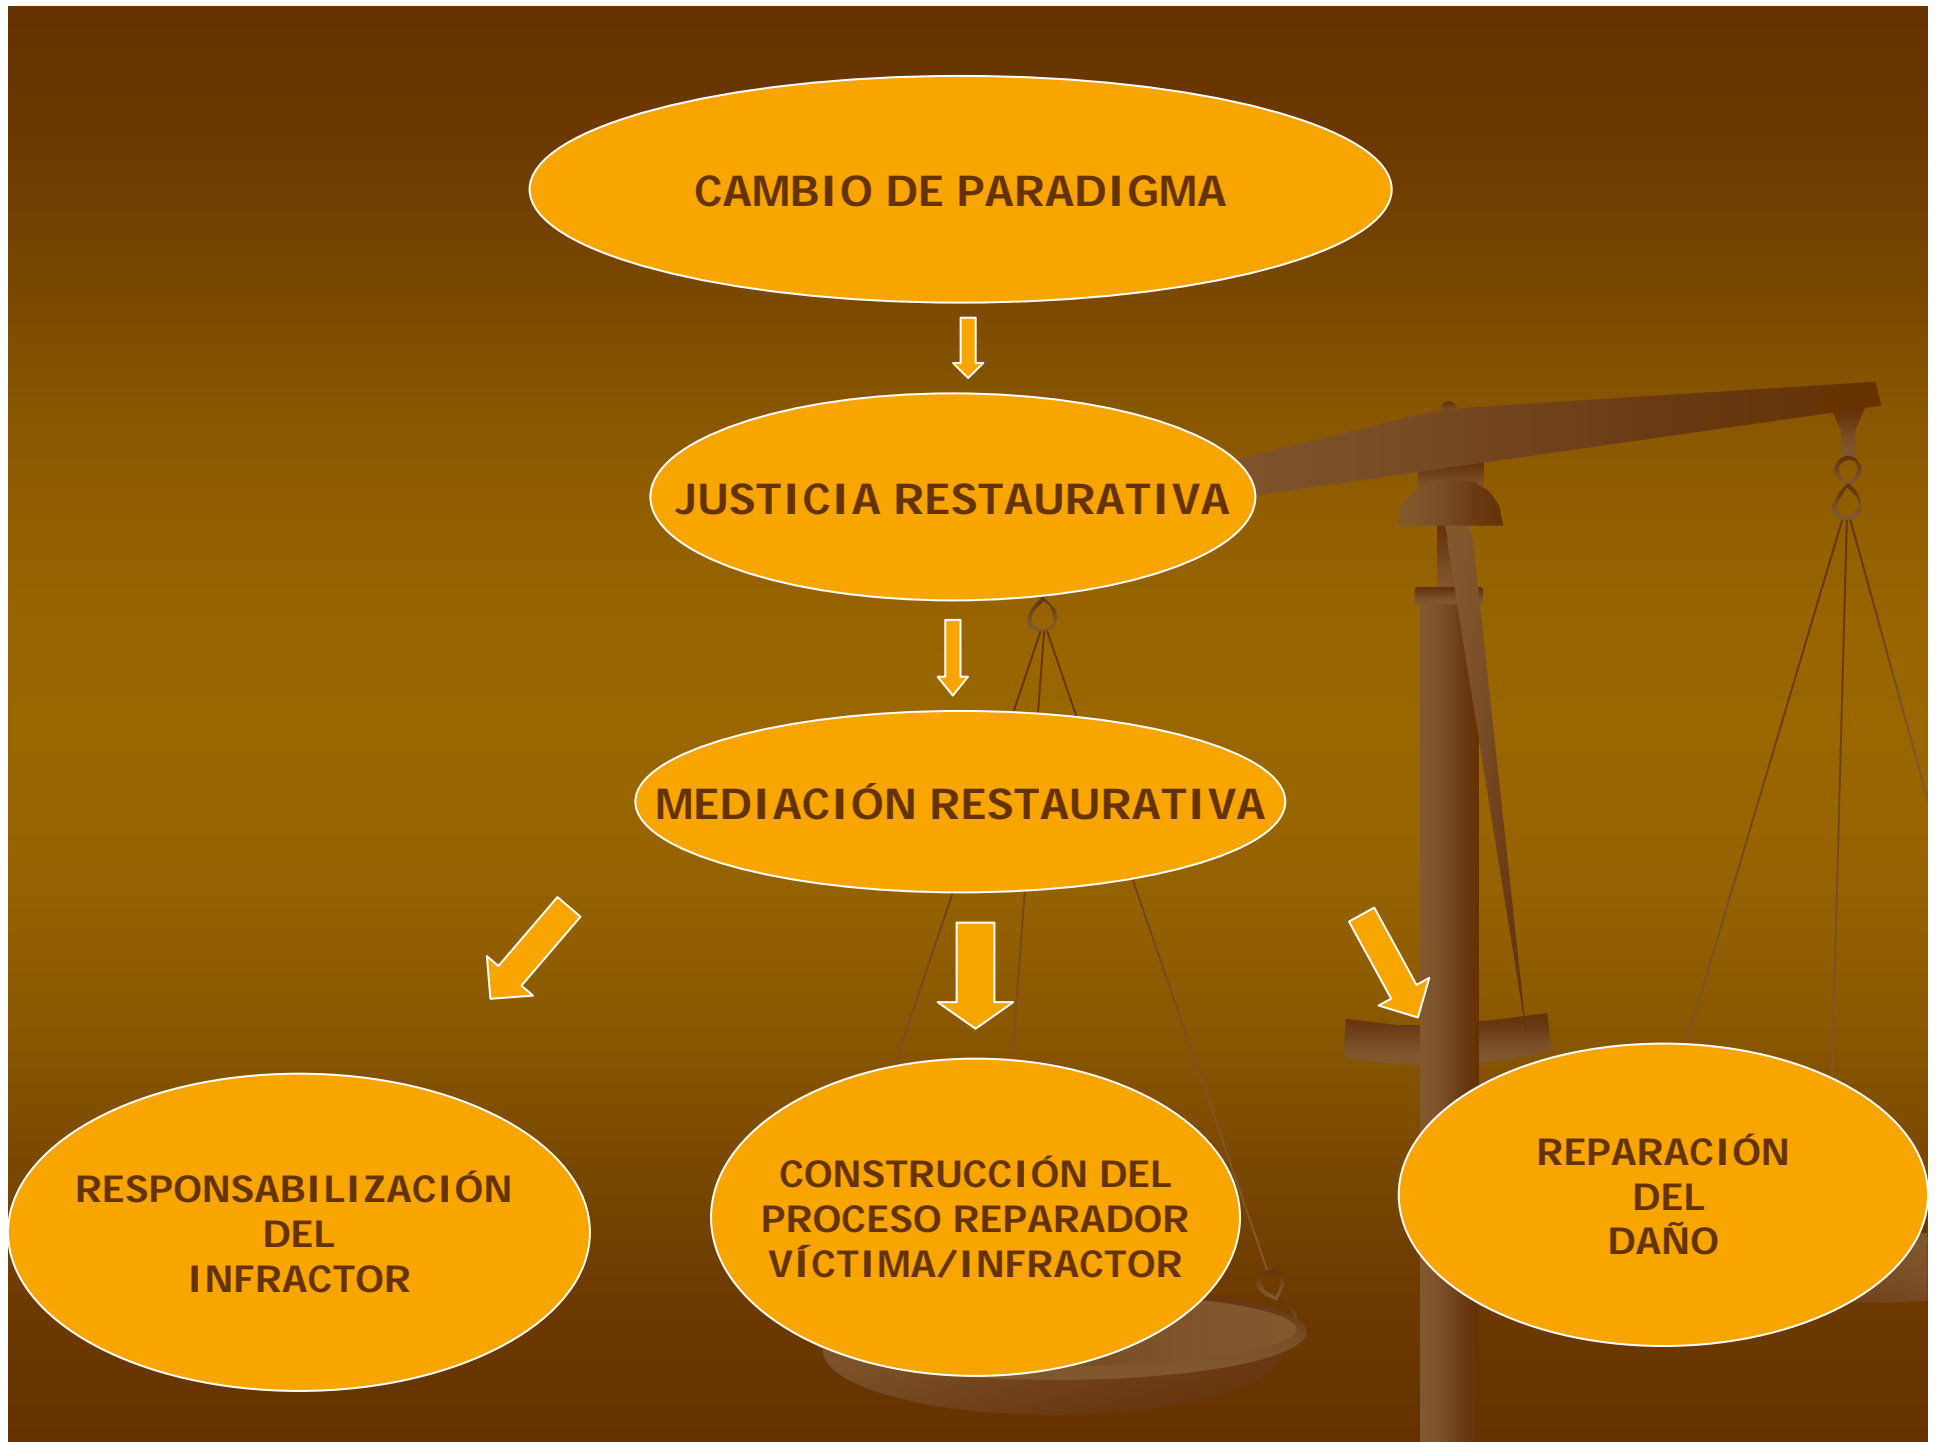 CAMBIO DE PARADIGMA
JUSTICIA RESTAURATIVA
MEDIACIÓN RESTAURATIVA
RESPONSABILIZACIÓN
DEL
INFRACTOR
CONSTRUCCIÓN DEL
PROCESO REPARADOR
VÍCTIMA/INFRACTOR
REPARACIÓN
DEL
DAÑO